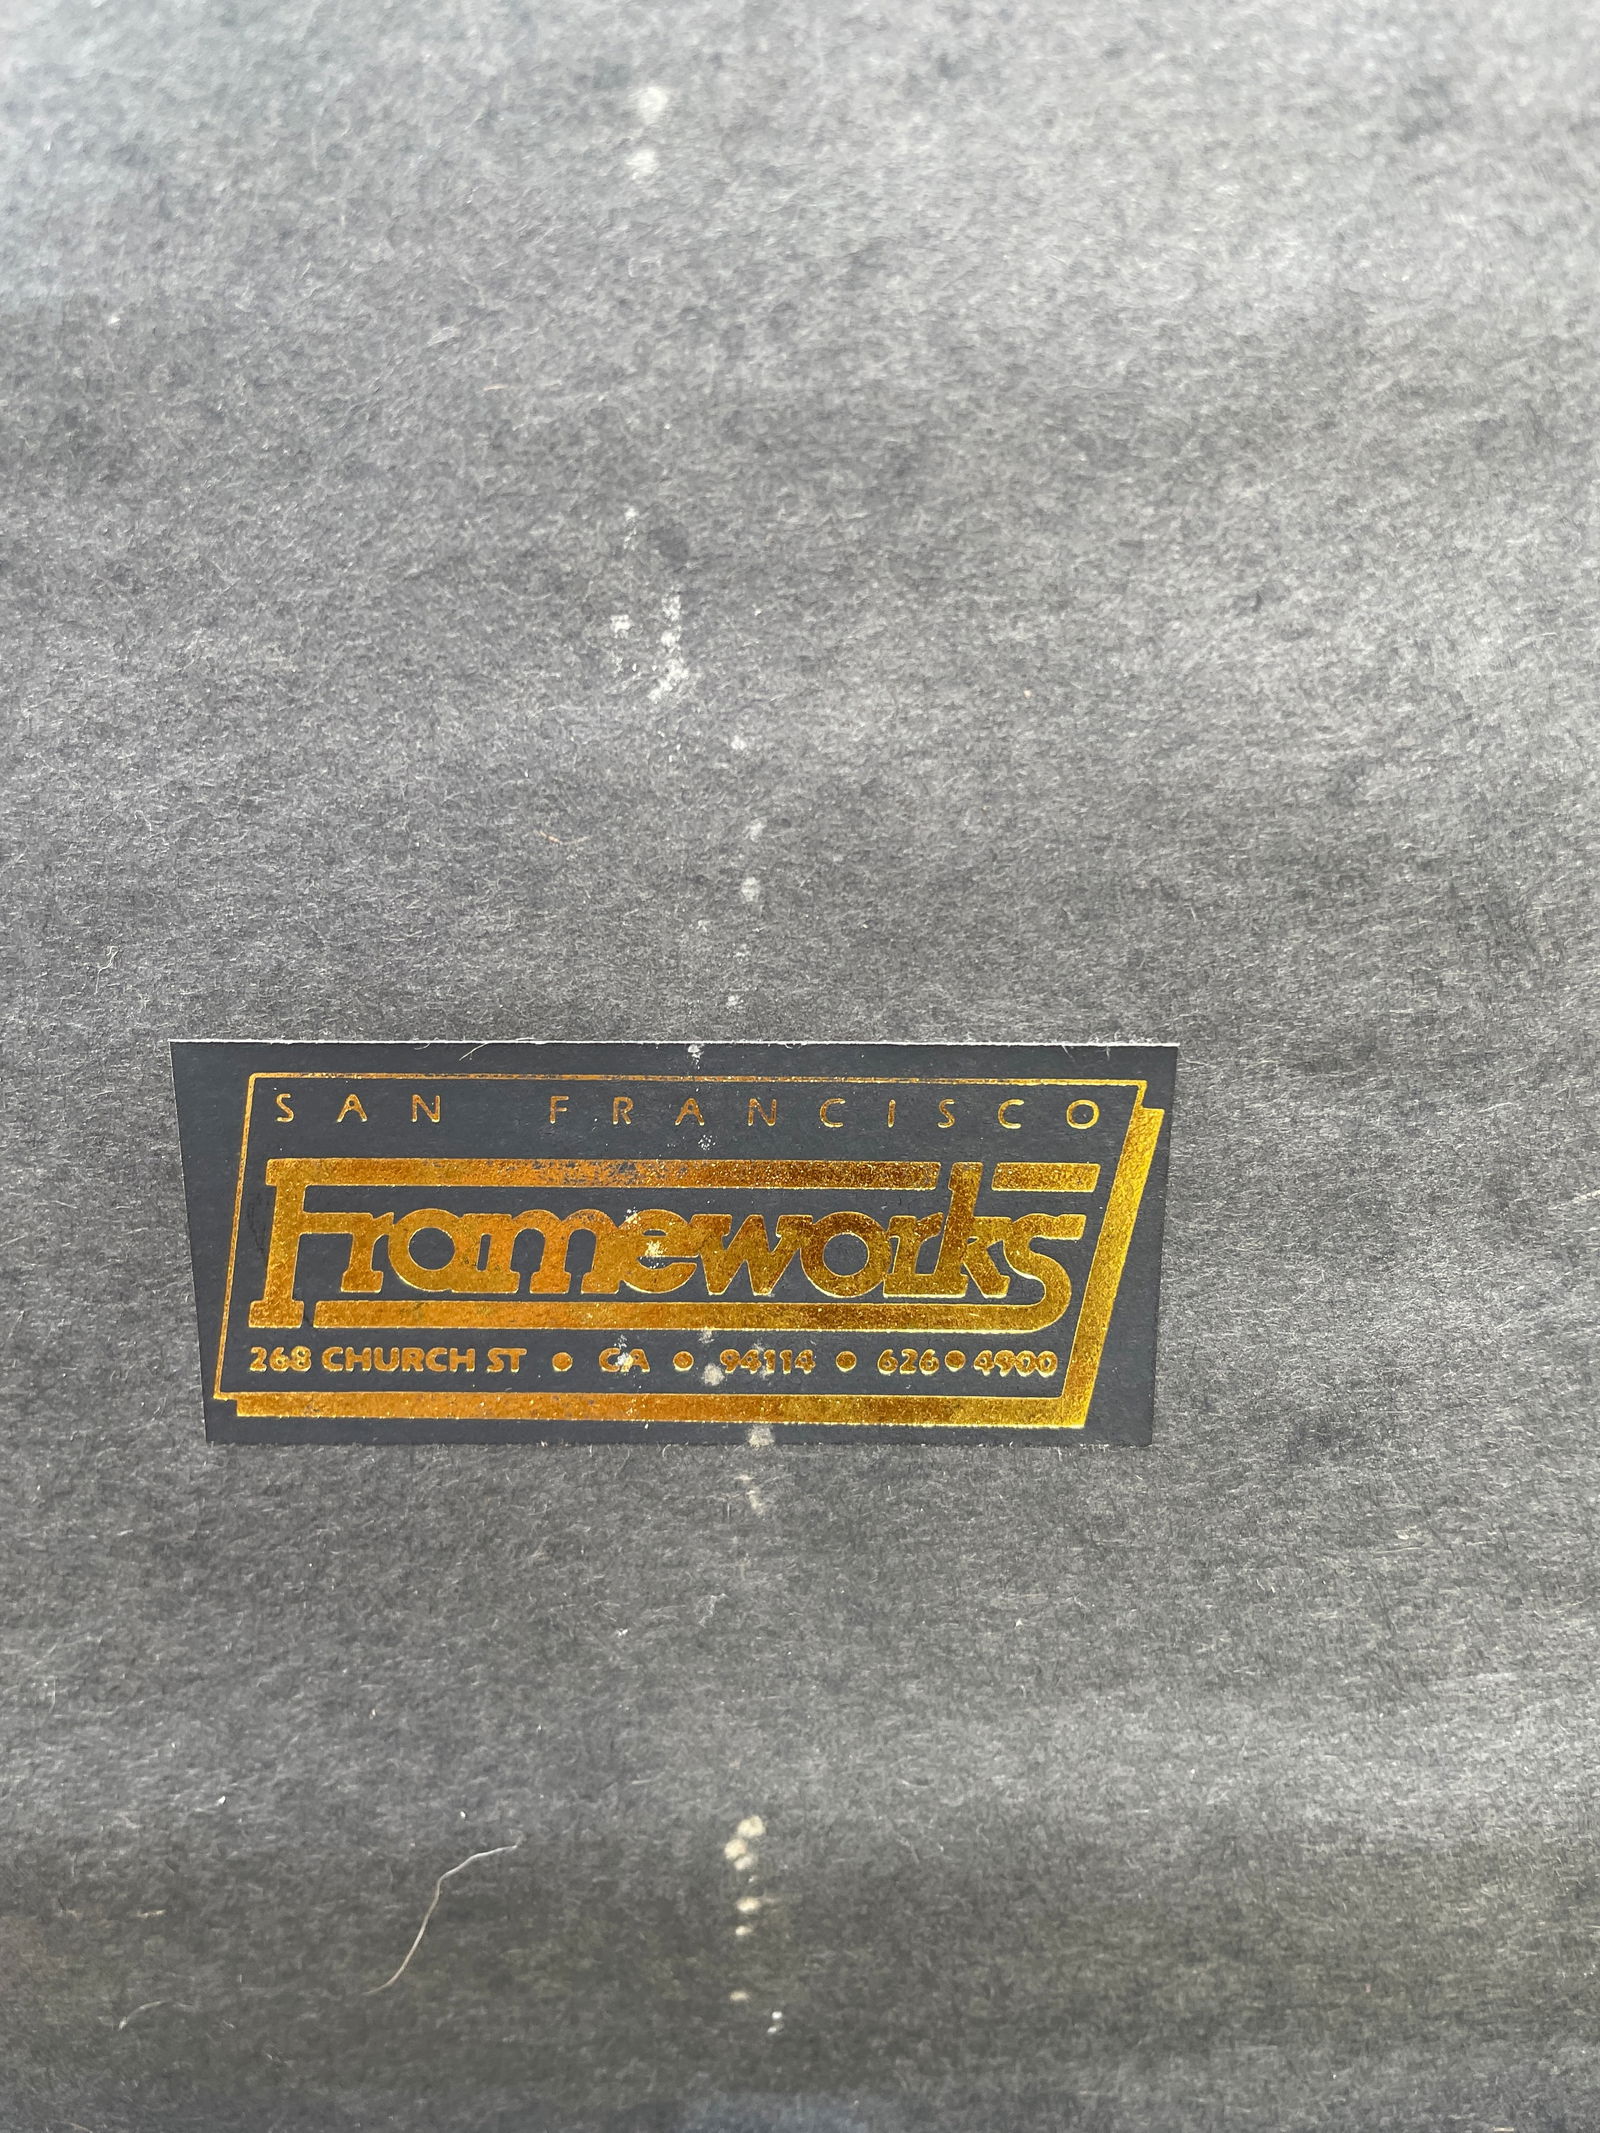 SAN FRANCISCO
Frameworks
268 CHURCH ST • CA • 94114 • 626•4900